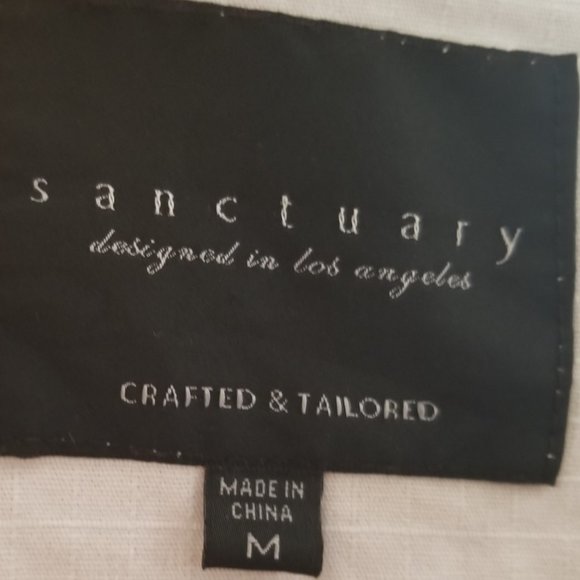 sanctuary
designed in los angeles
CRAFTED & TAILORED
MADE IN
CHINA
M